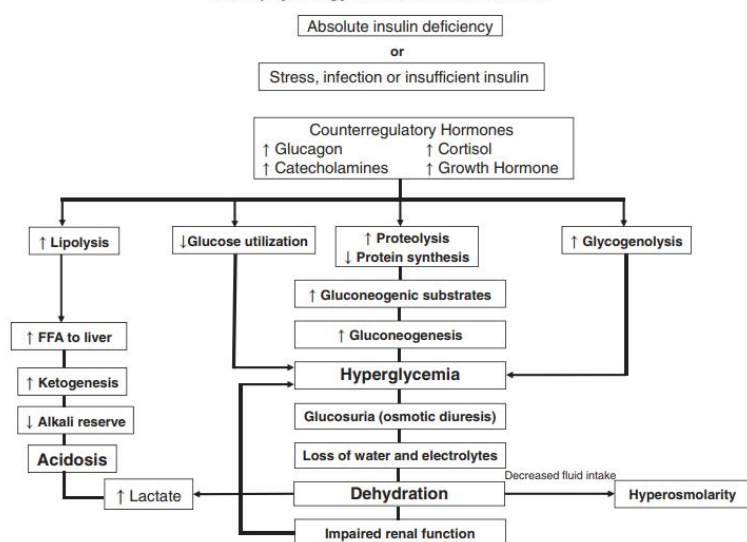 Absolute insulin deficiency
or
Stress, infection or insufficient insulin
Counterregulatory Hormones
↑ Glucagon ↑ Cortisol
↑ Catecholamines ↑ Growth Hormone
↑ Lipolysis
↓Glucose utilization
↑ Proteolysis
↓ Protein synthesis
↑ Glycogenolysis
↑ Gluconeogenic substrates
↑ FFA to liver
↑ Gluconeogenesis
↑ Ketogenesis
Hyperglycemia
↓ Alkali reserve
Glucosuria (osmotic diuresis)
Acidosis
Loss of water and electrolytes
Decreased fluid intake
↑ Lactate
Dehydration
Hyperosmolarity
Impaired renal function